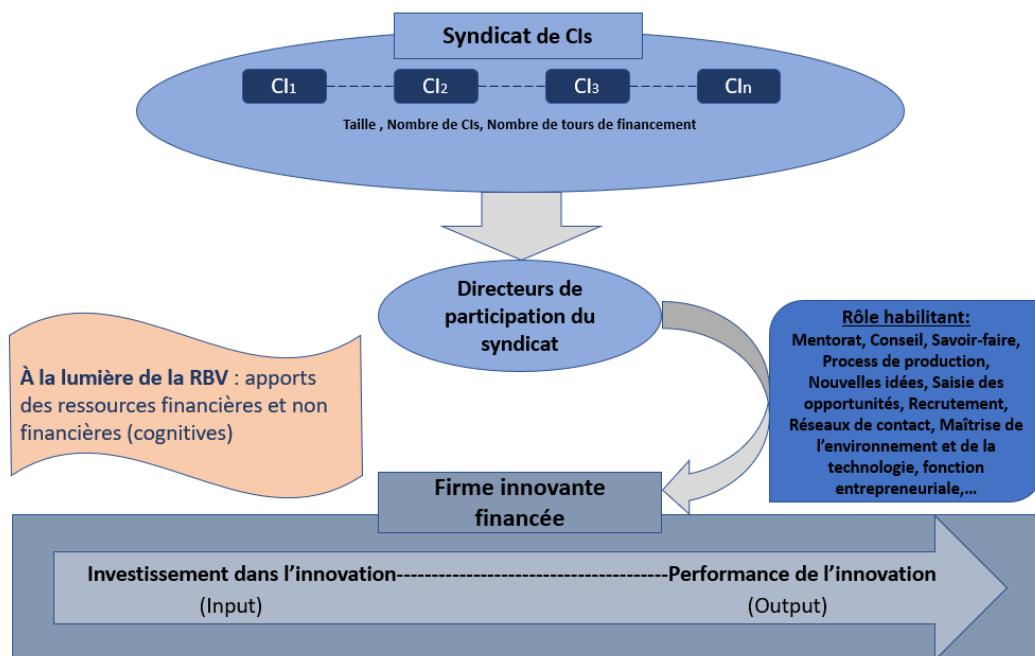 Syndicat de CIs
CI1
CI2
CI3
CIn
Taille , Nombre de CIs, Nombre de tours de financement
Directeurs de
participation du
syndicat
À la lumière de la RBV : apports
des ressources financières et non
financières (cognitives)
Rôle habilitant:
Mentorat, Conseil, Savoir-faire,
Process de production,
Nouvelles idées, Saisie des
opportunités, Recrutement,
Réseaux de contact, Maîtrise de
l’environnement et de la
technologie, fonction
entrepreneuriale,...
Firme innovante
financée
Investissement dans l’innovation---------------------------------------Performance de l’innovation
(Input)
(Output)